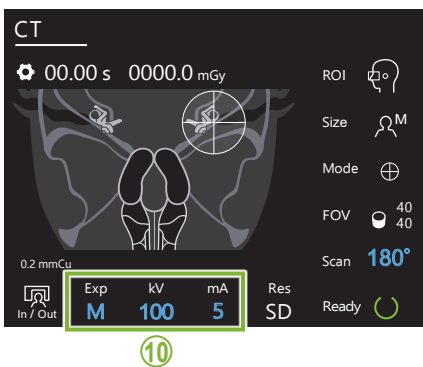 CT
00.00 s 0000.0 mGy
ROI
Size M
Mode
FOV 40
40
0.2 mmCu
Scan 180°
In / Out
Exp kV mA Res
M 100 5 SD
Ready
10